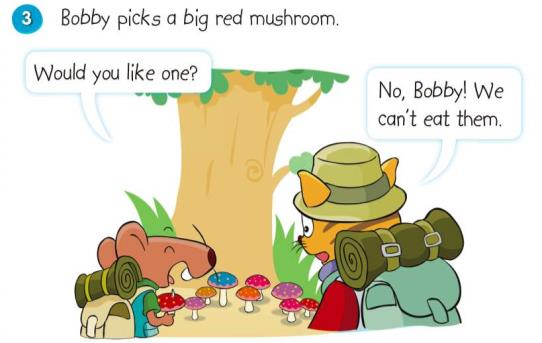 3 Bobby picks a big red mushroom.
Would you like one?
No, Bobby! We
can't eat them.